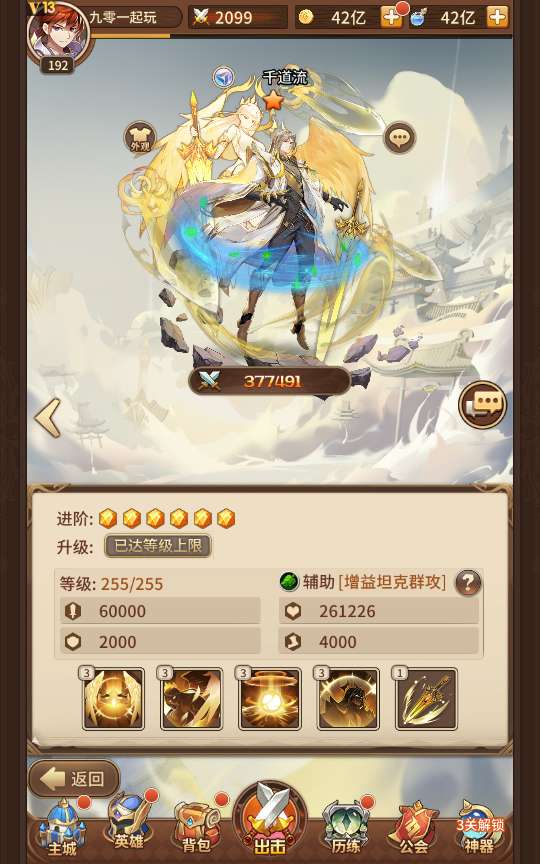 V13
九零一起玩
2099
42亿
42亿
192
千道流
外观
377491
进阶:
升级: 已达等级上限
等级: 255/255
辅助 [增益坦克群攻]
?
60000
261226
2000
4000
3
3
3
3
1
返回
主城
英雄
背包
出击
历练
公会
3关解锁
神器